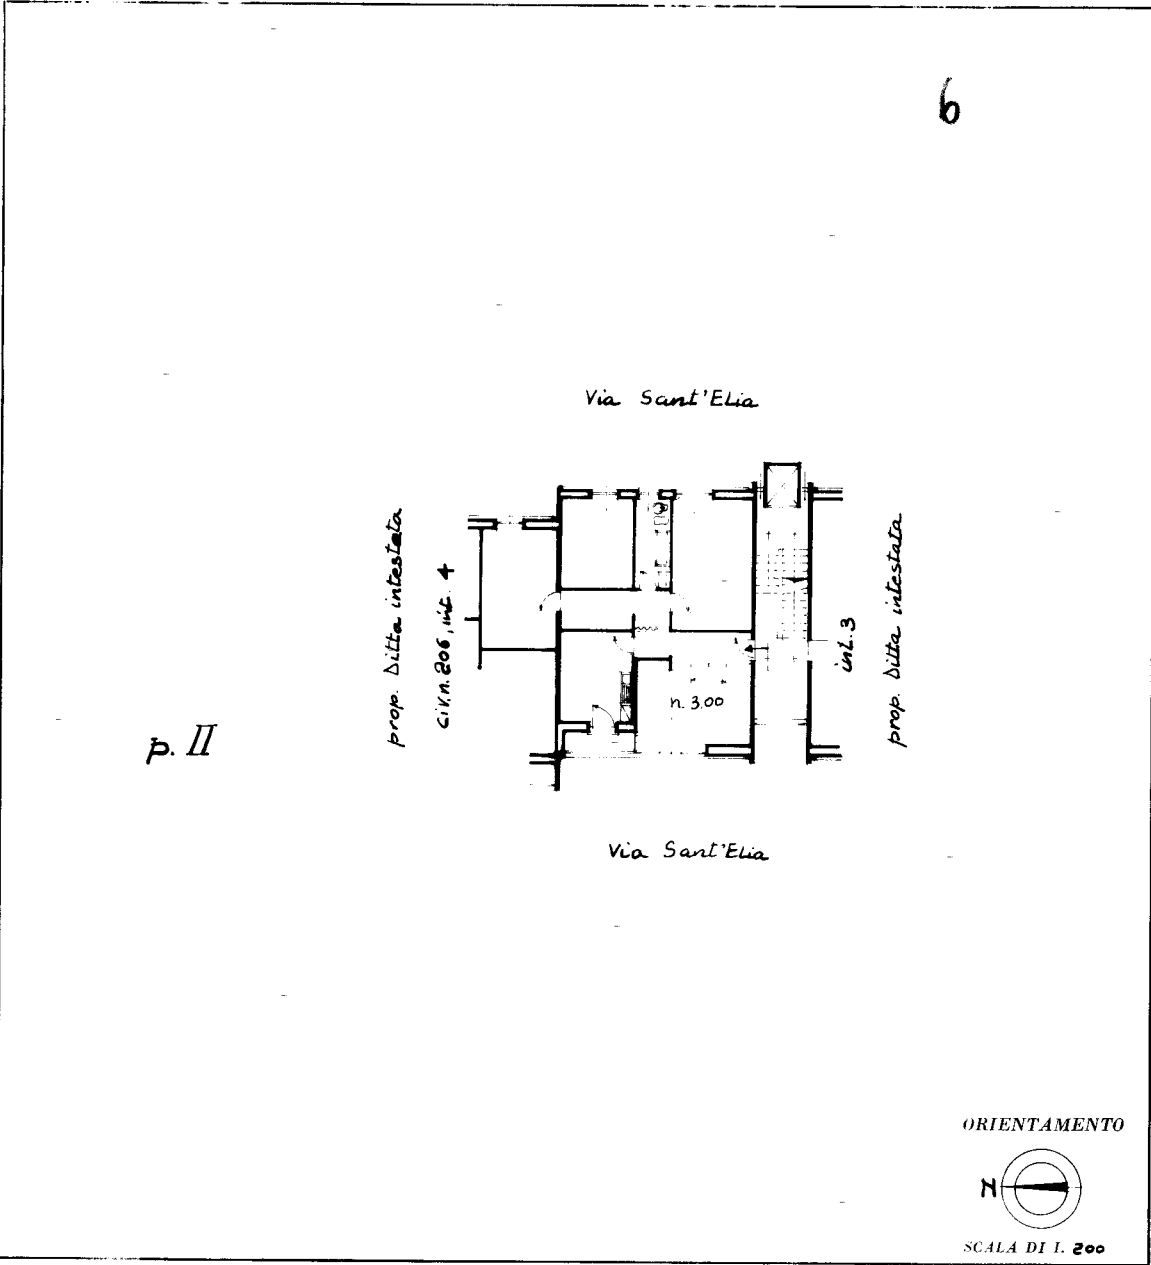 6
Via Sant'Elia
prop. Ditta intestata
civ.n. 206, int. 4
int. 3
prop. Ditta intestata
n. 3.00
p. II
Via Sant'Elia
ORIENTAMENTO
N
SCALA DI 1. 200